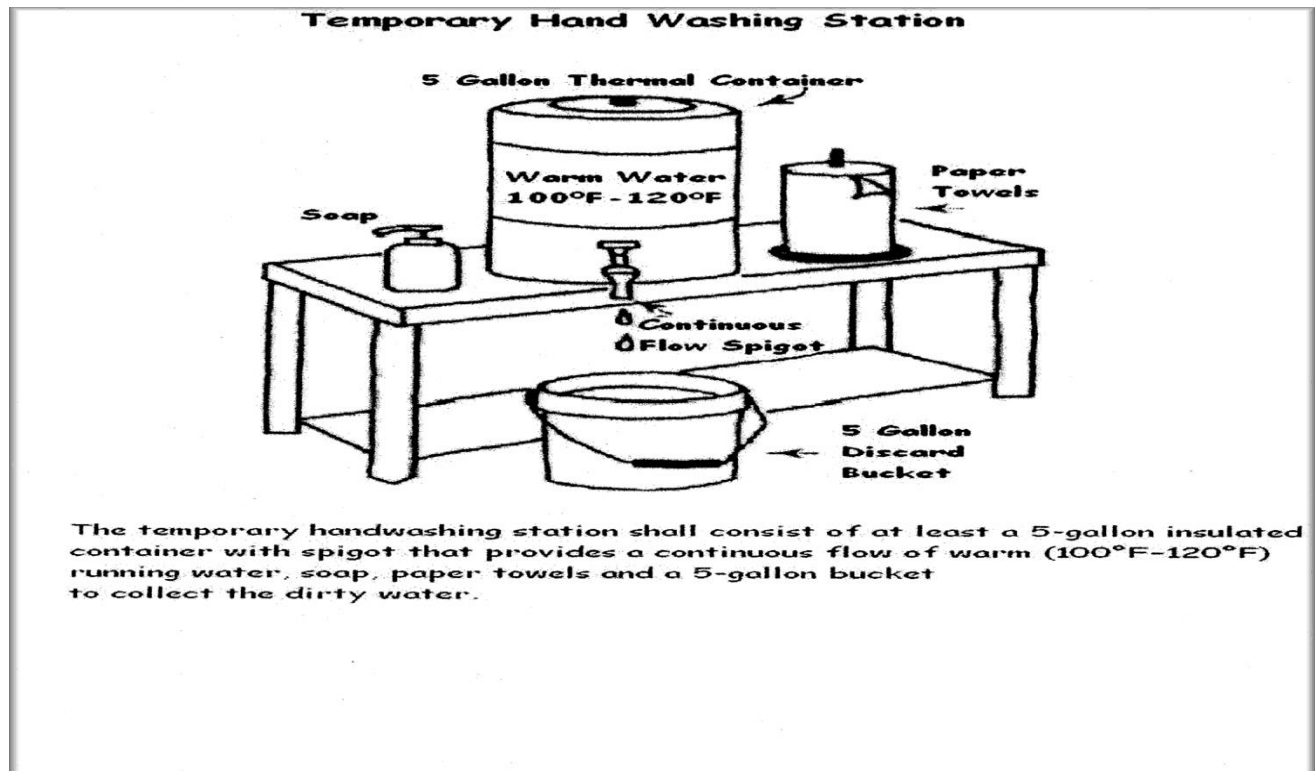 Temporary Hand Washing Station
5 Gallon Thermal Container
Warm Water
100°F-120°F
Paper
Towels
Soap
Continuous
Flow Spigot
5 Gallon
Discard
Bucket
The temporary handwashing station shall consist of at least a 5-gallon insulated
container with spigot that provides a continuous flow of warm (100°F-120°F)
running water, soap, paper towels and a 5-gallon bucket
to collect the dirty water.